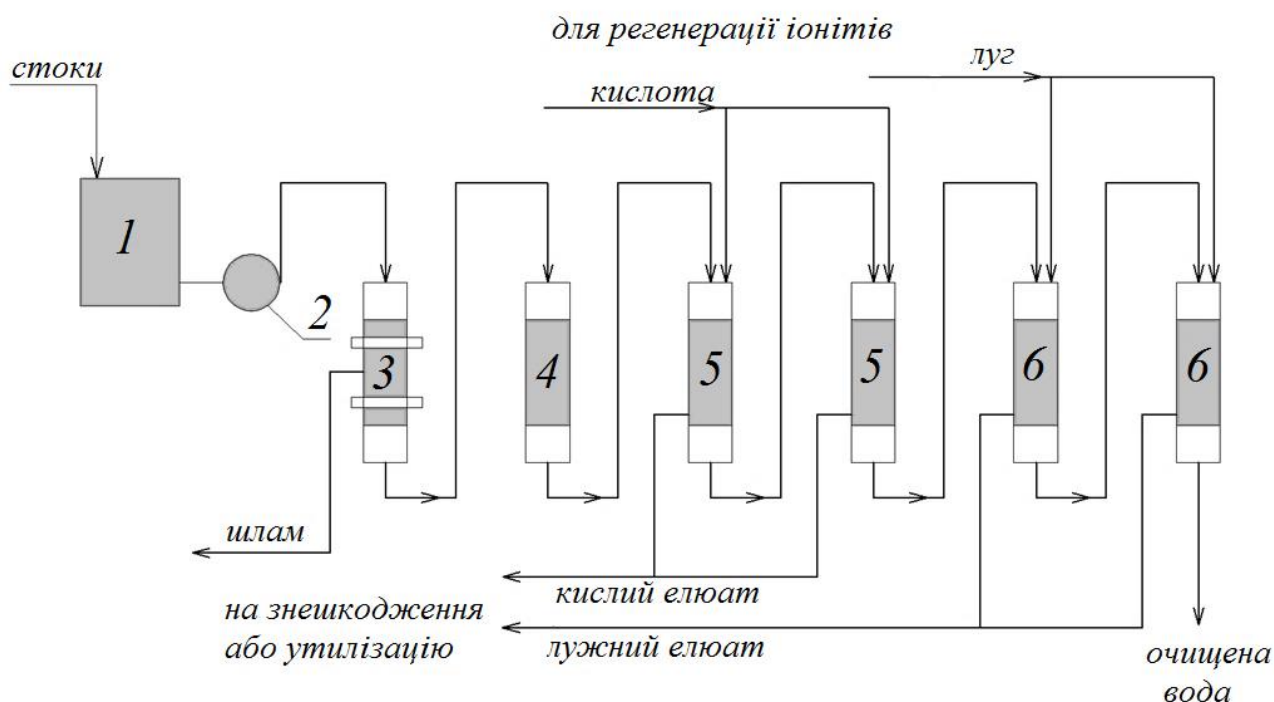 для регенерації іонітів
стоки
луг
кислота
1
2
3
4
5
5
6
6
шлам
кислий елюат
на знешкодження
або утилізацію
лужний елюат
очищена
вода